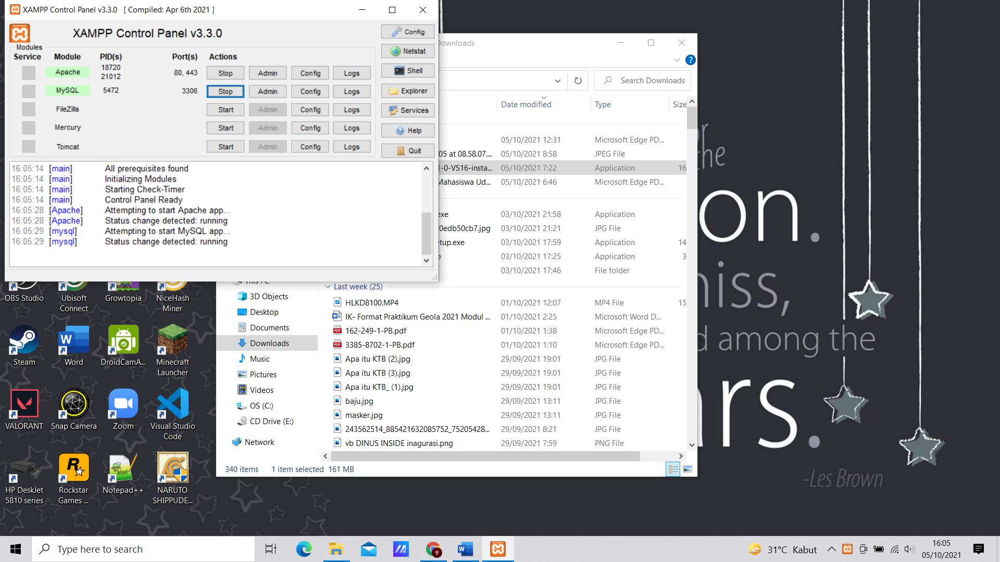 XAMPP Control Panel v3.3.0 [ Compiled: Apr 6th 2021 ]
XAMPP Control Panel v3.3.0
Modules
Service Module PID(s) Port(s) Actions
Apache 18720 21012 80, 443 Stop Admin Config Logs
MySQL 5472 3306 Stop Admin Config Logs
FileZilla Start Admin Config Logs
Mercury Start Admin Config Logs
Tomcat Start Admin Config Logs
Config
Netstat
Shell
Explorer
Services
Help
Quit
16:05:14 [main] All prerequisites found
16:05:14 [main] Initializing Modules
16:05:14 [main] Starting Check-Timer
16:05:14 [main] Control Panel Ready
16:05:28 [Apache] Attempting to start Apache app...
16:05:28 [Apache] Status change detected: running
16:05:29 [mysql] Attempting to start MySQL app...
16:05:29 [mysql] Status change detected: running
Downloads
Search Downloads
Date modified Type Size
05/10/2021 12:31 Microsoft Edge PD...
05 at 08.58.07.... 05/10/2021 8:58 JPEG File
1-0-VS16-insta... 05/10/2021 7:22 Application 16
Mahasiswa Ud... 05/10/2021 6:46 Microsoft Edge PD...
exe 03/10/2021 21:58 Application
0edb50cb7.jpg 03/10/2021 21:21 JPG File
etup.exe 03/10/2021 17:59 Application 14
e 03/10/2021 17:25 Application 3
03/10/2021 17:46 File folder
Last week (25)
HLKD8100.MP4 01/10/2021 12:07 MP4 File 15
IK- Format Praktikum Geola 2021 Modul ... 01/10/2021 2:25 Microsoft Word D...
162-249-1-PB.pdf 01/10/2021 1:38 Microsoft Edge PD...
3385-8702-1-PB.pdf 01/10/2021 1:10 Microsoft Edge PD...
Apa itu KTB (2).jpg 29/09/2021 19:01 JPG File
Apa itu KTB (3).jpg 29/09/2021 19:01 JPG File
Apa itu KTB_ (1).jpg 29/09/2021 19:01 JPG File
baju.jpg 29/09/2021 13:11 JPG File
masker.jpg 29/09/2021 13:11 JPG File
243562514_885421632085752_75205428... 29/09/2021 8:21 JPG File
vb DINUS INSIDE inagurasi.png 29/09/2021 7:59 PNG File
This PC
3D Objects
Desktop
Documents
Downloads
Music
Pictures
Videos
OS (C:)
CD Drive (E:)
Network
340 items 1 item selected 161 MB
OBS Studio
Ubisoft Connect
Growtopia
NiceHash Miner
Steam
Word
DroidCamA...
Minecraft Launcher
VALORANT
Snap Camera
Zoom
Visual Studio Code
HP DeskJet 5810 series
Rockstar Games ...
Notepad++
NARUTO SHIPPUDE...
the
on.
miss,
d among the
ars.
-Les Brown
Type here to search
31°C Kabut
16:05
05/10/2021